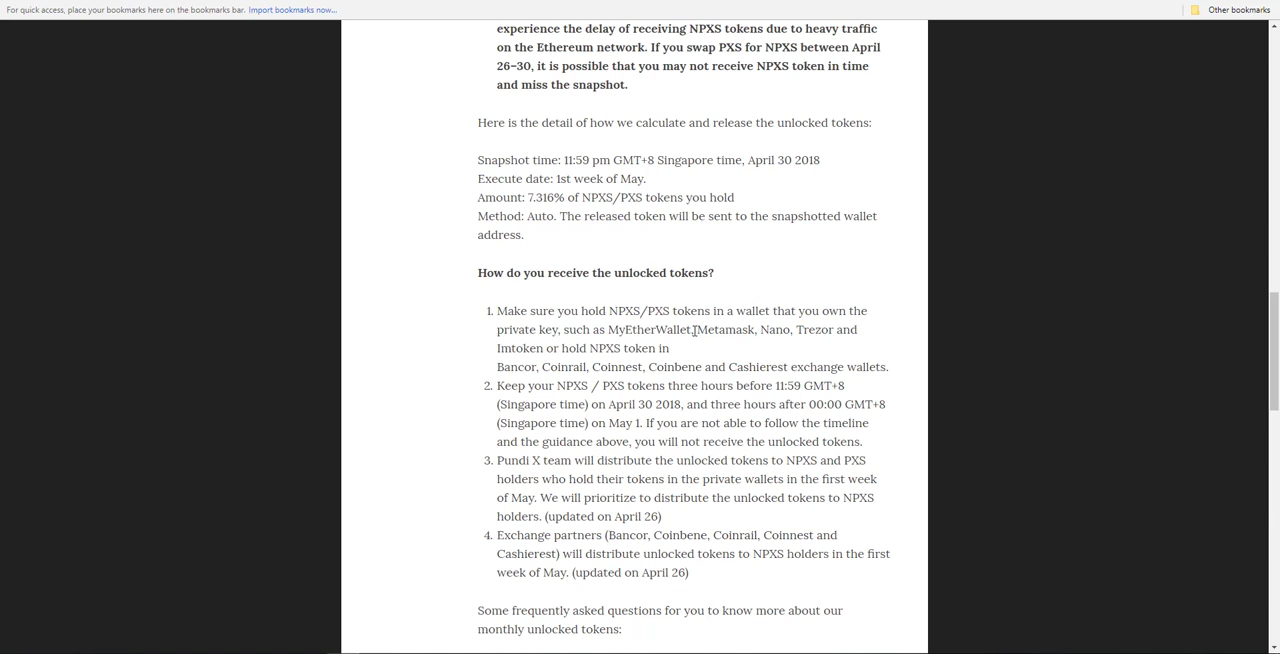 For quick access, place your bookmarks here on the bookmarks bar. Import bookmarks now...
Other bookmarks
experience the delay of receiving NPXS tokens due to heavy traffic
on the Ethereum network. If you swap PXS for NPXS between April
26–30, it is possible that you may not receive NPXS token in time
and miss the snapshot.
Here is the detail of how we calculate and release the unlocked tokens:
Snapshot time: 11:59 pm GMT+8 Singapore time, April 30 2018
Execute date: 1st week of May.
Amount: 7.316% of NPXS/PXS tokens you hold
Method: Auto. The released token will be sent to the snapshotted wallet
address.
How do you receive the unlocked tokens?
1. Make sure you hold NPXS/PXS tokens in a wallet that you own the
private key, such as MyEtherWallet, Metamask, Nano, Trezor and
Imtoken or hold NPXS token in
Bancor, Coinrail, Coinnest, Coinbene and Cashierest exchange wallets.
2. Keep your NPXS / PXS tokens three hours before 11:59 GMT+8
(Singapore time) on April 30 2018, and three hours after 00:00 GMT+8
(Singapore time) on May 1. If you are not able to follow the timeline
and the guidance above, you will not receive the unlocked tokens.
3. Pundi X team will distribute the unlocked tokens to NPXS and PXS
holders who hold their tokens in the private wallets in the first week
of May. We will prioritize to distribute the unlocked tokens to NPXS
holders. (updated on April 26)
4. Exchange partners (Bancor, Coinbene, Coinrail, Coinnest and
Cashierest) will distribute unlocked tokens to NPXS holders in the first
week of May. (updated on April 26)
Some frequently asked questions for you to know more about our
monthly unlocked tokens: